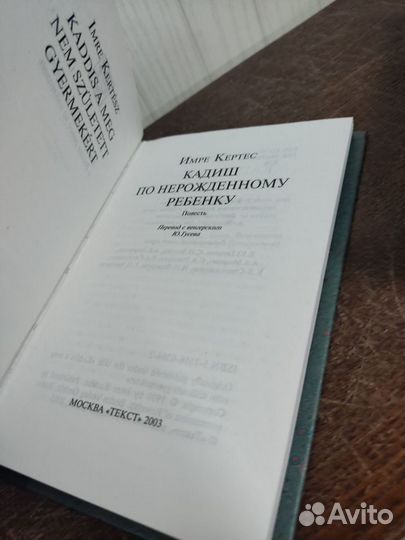 IMRE KERTÉSZ
KADDIS A MEG
NEM SZÜLETETT
GYERMEKÉRT
ИМРЕ КЕРТЕС
КАДИШ
ПО НЕРОЖДЕННОМУ
РЕБЕНКУ
Повесть
Перевод с венгерского
Ю.Гусева
МОСКВА «ТЕКСТ» 2003
Avito